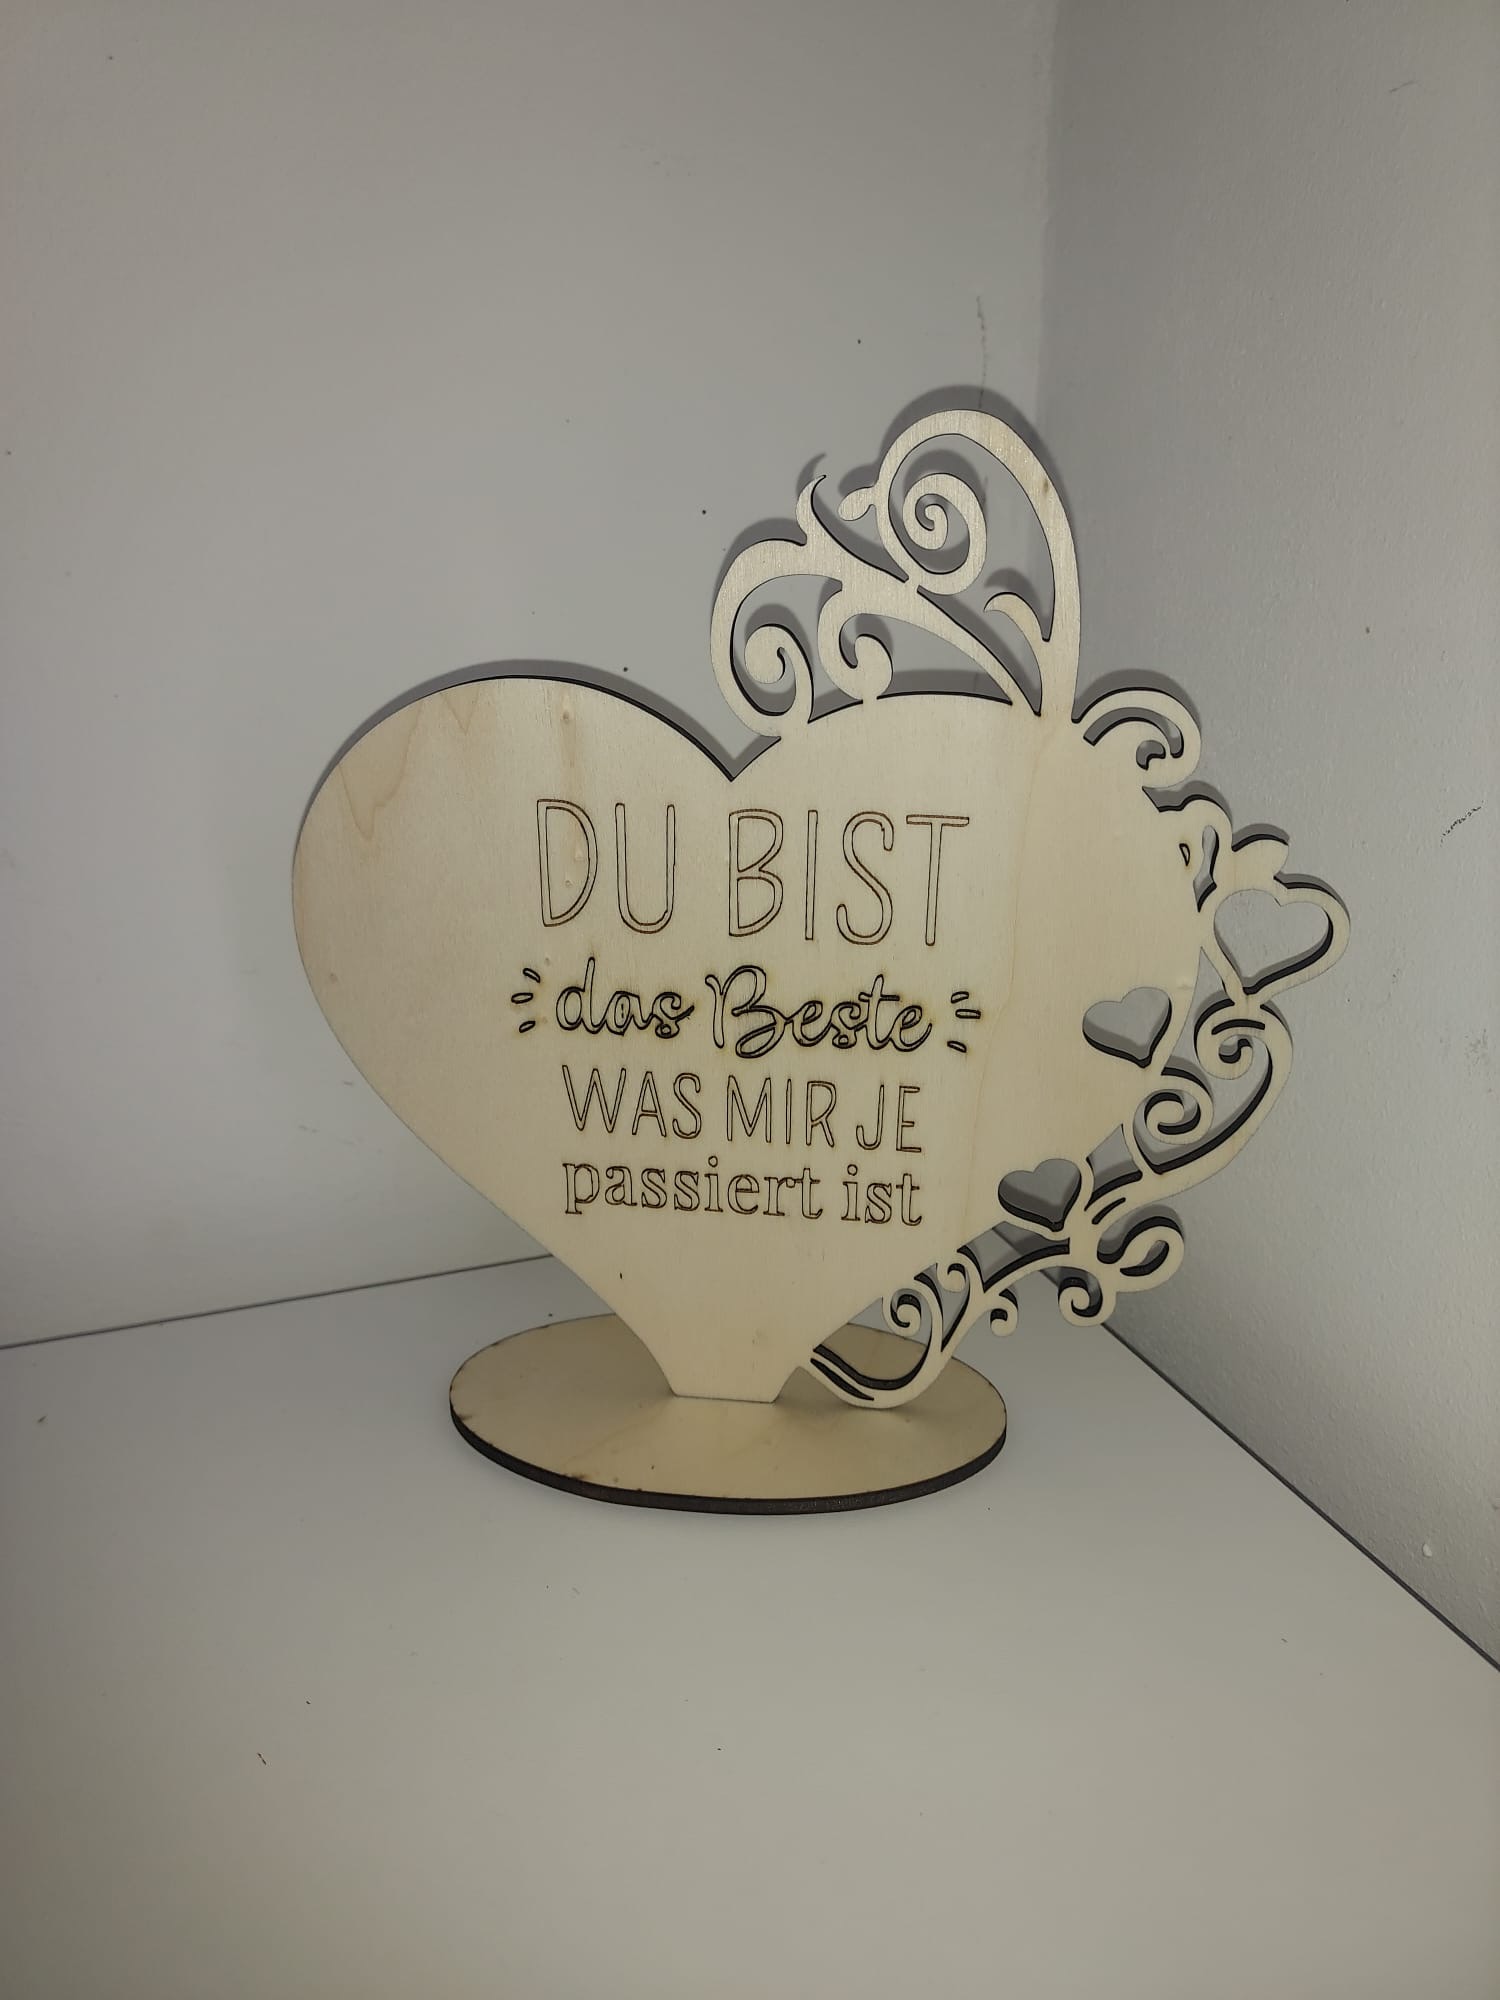 DU BIST
das Beste
WAS MIR JE
passiert ist